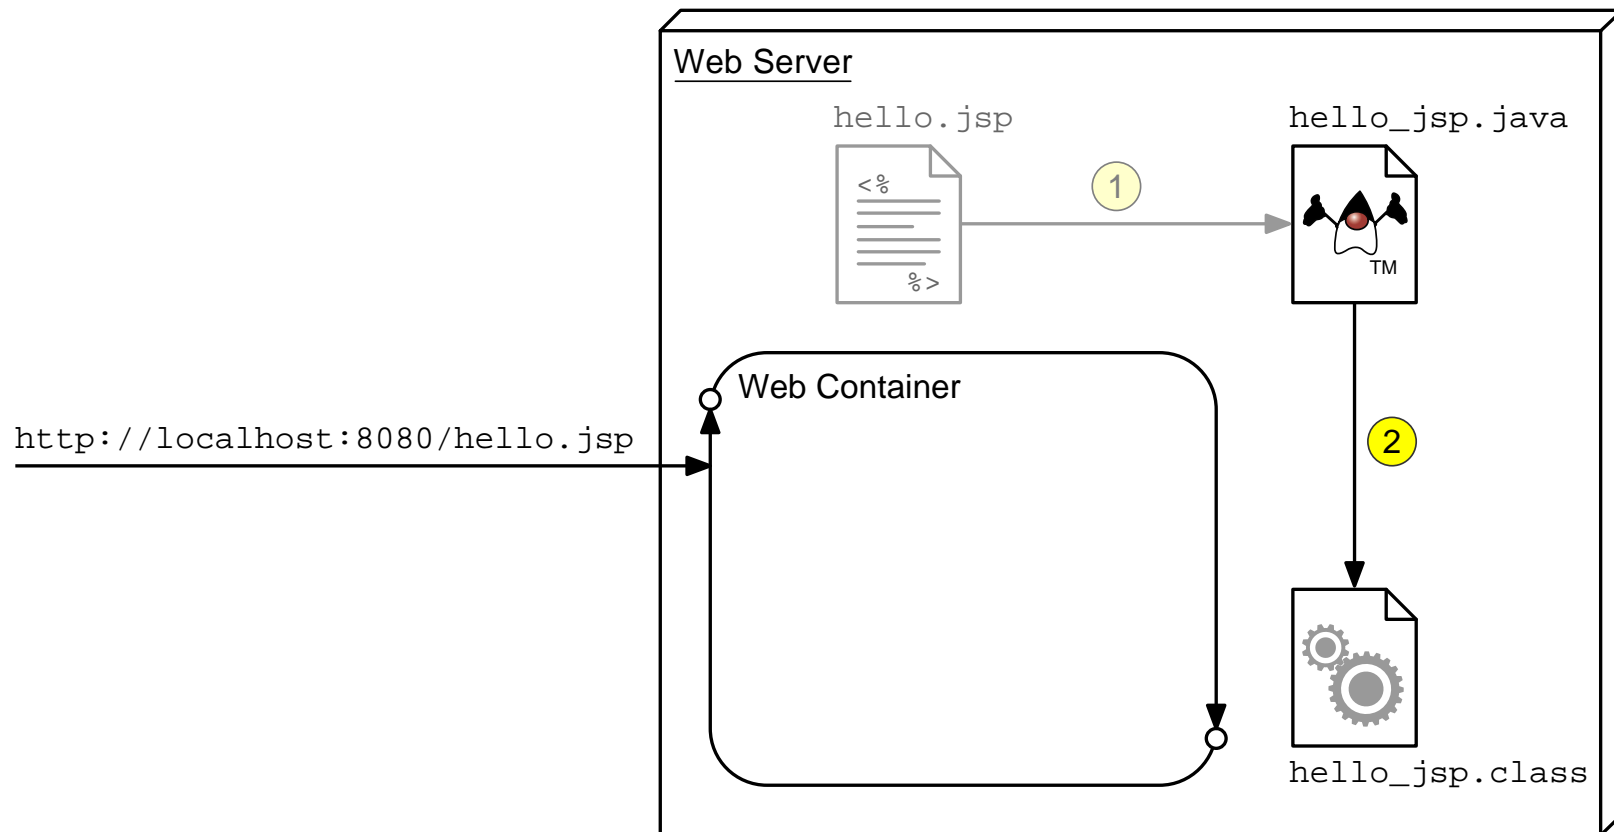 Web Server
hello.jsp
hello_jsp.java
1
<%
%>
TM
Web Container
http://localhost:8080/hello.jsp
2
hello_jsp.class